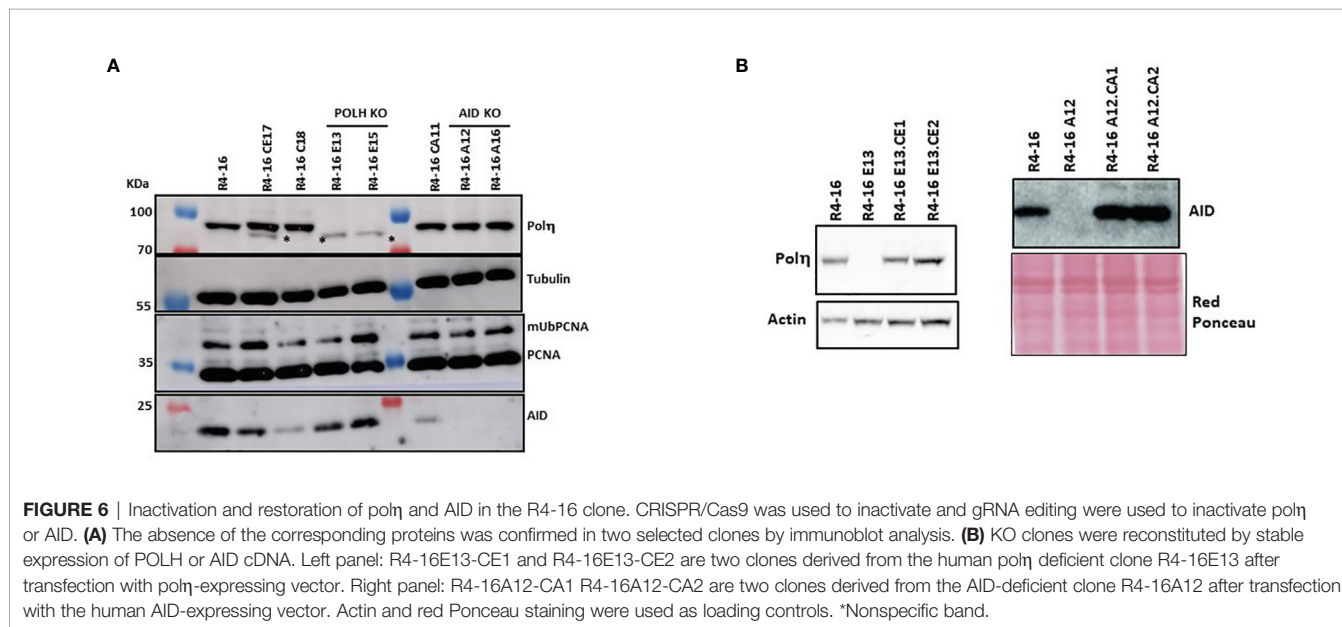 A
POLH KO
AID KO
R4-16
R4-16 CE17
R4-16 C18
R4-16 E13
R4-16 E15
R4-16 CA11
R4-16 A12
R4-16 A16
KDa
100
70
55
35
25
Polη
* * *
Tubulin
mUbPCNA
PCNA
AID
B
R4-16
R4-16 E13
R4-16 E13.CE1
R4-16 E13.CE2
Polη
Actin
R4-16
R4-16 A12
R4-16 A12.CA1
R4-16 A12.CA2
AID
Red
Ponceau
FIGURE 6 | Inactivation and restoration of polη and AID in the R4-16 clone. CRISPR/Cas9 was used to inactivate and gRNA editing were used to inactivate polη
or AID. (A) The absence of the corresponding proteins was confirmed in two selected clones by immunoblot analysis. (B) KO clones were reconstituted by stable
expression of POLH or AID cDNA. Left panel: R4-16E13-CE1 and R4-16E13-CE2 are two clones derived from the human polη deficient clone R4-16E13 after
transfection with polη-expressing vector. Right panel: R4-16A12-CA1 R4-16A12-CA2 are two clones derived from the AID-deficient clone R4-16A12 after transfection
with the human AID-expressing vector. Actin and red Ponceau staining were used as loading controls. *Nonspecific band.